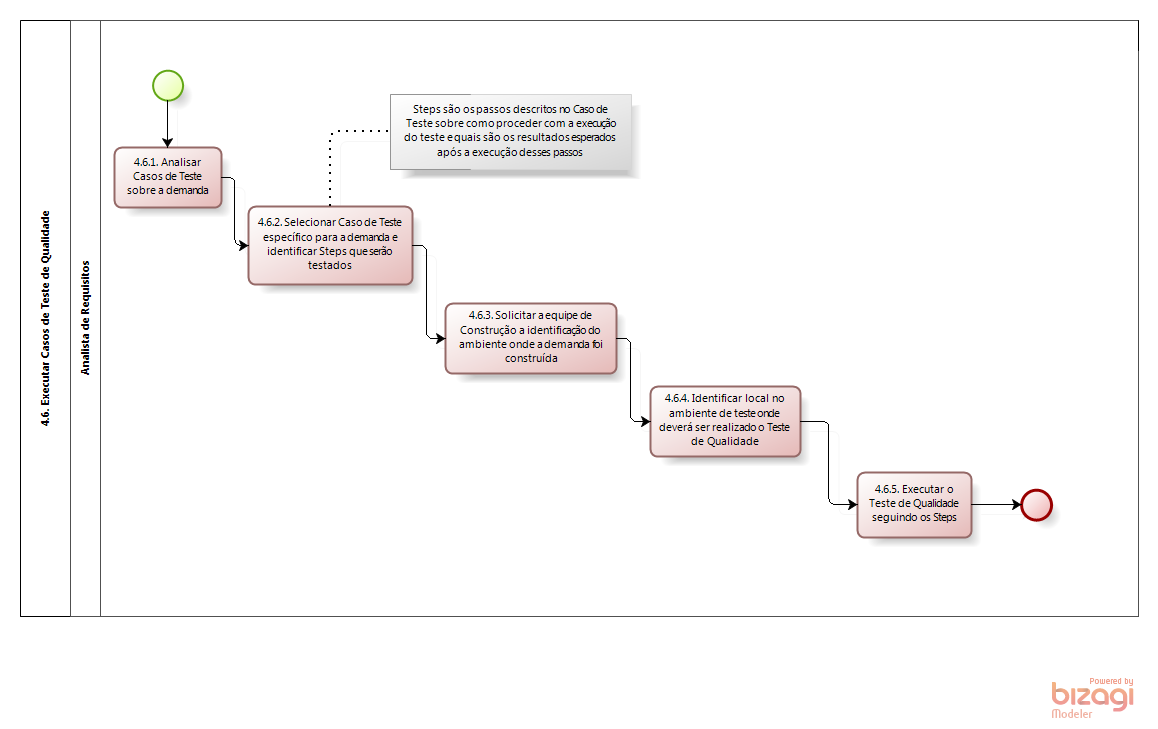 4.6. Executar Casos de Teste de Qualidade
Analista de Requisitos
Steps são os passos descritos no Caso de
Teste sobre como proceder com a execução
do teste e quais são os resultados esperados
após a execução desses passos
4.6.1. Analisar
Casos de Teste
sobre a demanda
4.6.2. Selecionar Caso de Teste
específico para a demanda e
identificar Steps que serão
testados
4.6.3. Solicitar a equipe de
Construção a identificação do
ambiente onde a demanda foi
construída
4.6.4. Identificar local no
ambiente de teste onde
deverá ser realizado o Teste
de Qualidade
4.6.5. Executar o
Teste de Qualidade
seguindo os Steps
Powered by
bizagi
Modeler